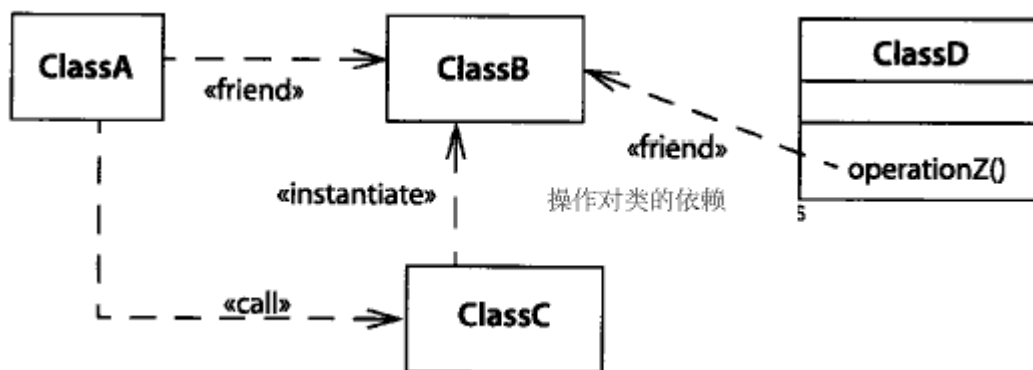 ClassA
«friend»
ClassB
ClassD
«friend»
operationZ()
«instantiate»
操作对类的依赖
s
«call»
ClassC